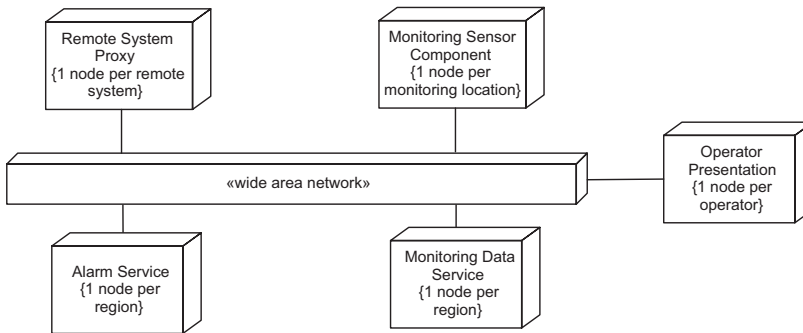 Remote System
Proxy
{1 node per remote
system}
Monitoring Sensor
Component
{1 node per
monitoring location}
Operator
Presentation
{1 node per
operator}
«wide area network»
Alarm Service
{1 node per
region}
Monitoring Data
Service
{1 node per
region}